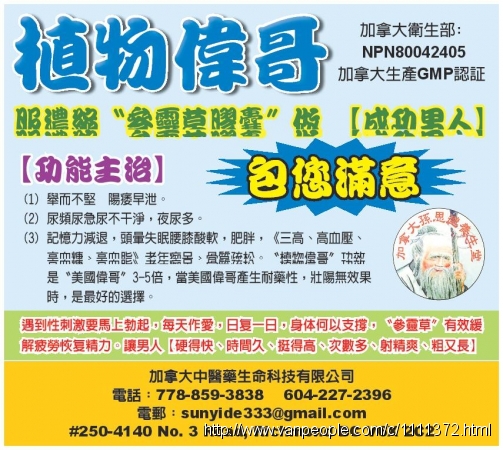 植物偉哥
加拿大衛生部:
NPN80042405
加拿大生產GMP認証
服濃縮“參靈草膠囊”做 【成功男人】
【功能主治】
包您滿意
(1) 舉而不堅 陽痿早泄。
(2) 尿頻尿急尿不干淨，夜尿多。
(3) 記憶力減退，頭暈失眠腰膝酸軟，肥胖，《三高、高血壓、
高血糖、高血脂》老年癡呆、骨質疏松。“植物偉哥”功效
是“美國偉哥”3-5倍，當美國偉哥產生耐藥性，壯陽無效果
時，是最好的選擇。
加拿大孫思邈養生堂
遇到性刺激要馬上勃起，每天作愛，日复一日，身体何以支撐，“參靈草”有效緩
解疲勞恢复精力。讓男人【硬得快、時間久、挺得高、次數多、射精爽、粗又長】
加拿大中醫藥生命科技有限公司
電話：778-859-3838 604-227-2396
電郵：sunyide333@gmail.com
#250-4140 No. 3